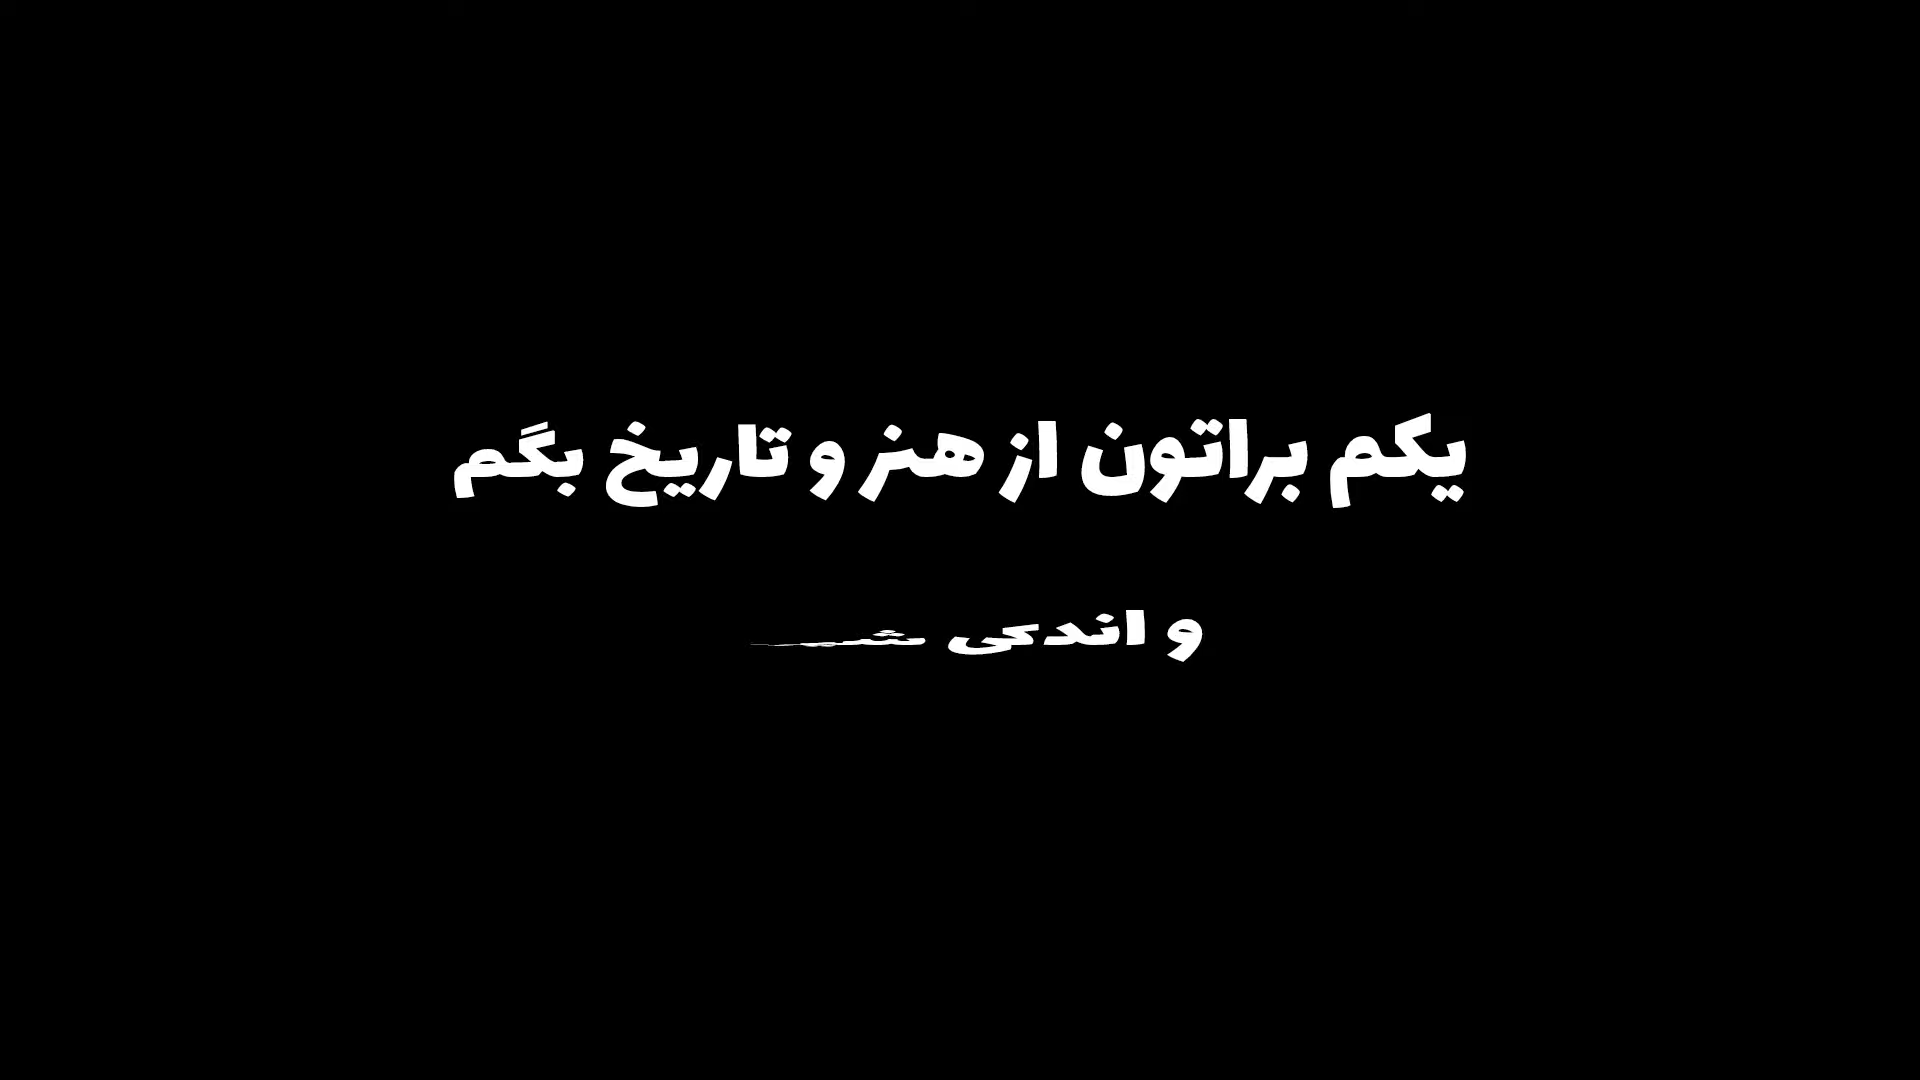 یکم براتون از هنر و تاریخ بگم
و اندکی